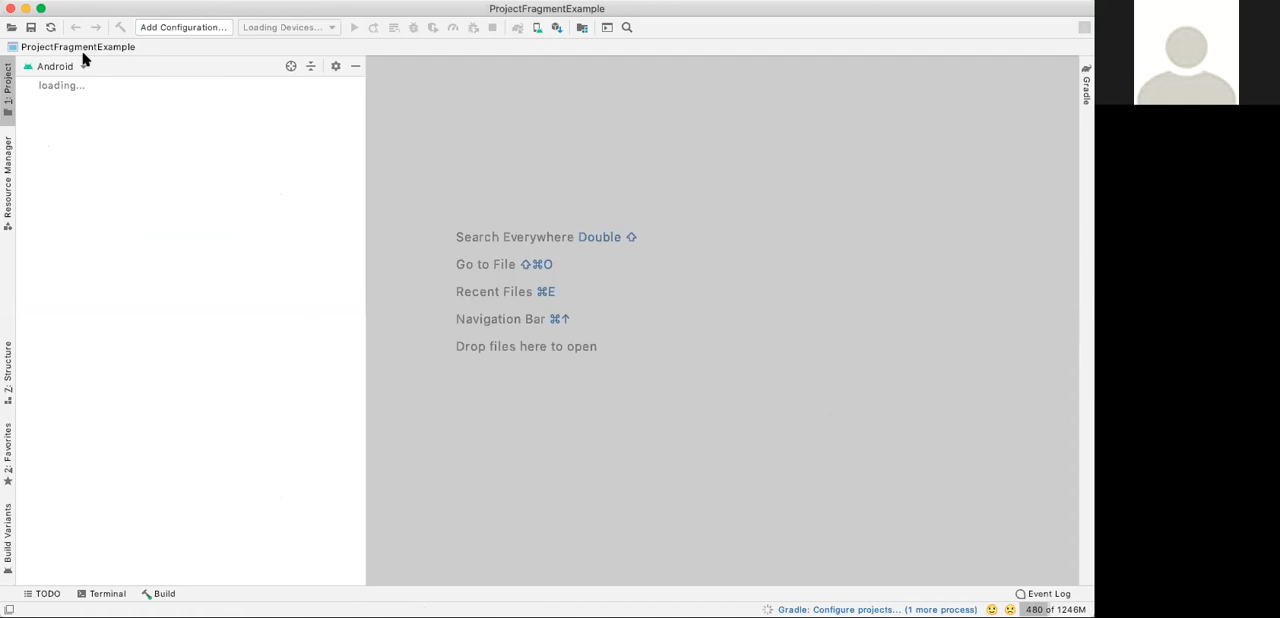 ProjectFragmentExample
Add Configuration...
Loading Devices...
ProjectFragmentExample
Android
loading...
1: Project
Resource Manager
Z: Structure
2: Favorites
Build Variants
Gradle
Search Everywhere Double ⇧
Go to File ⇧⌘O
Recent Files ⌘E
Navigation Bar ⌘↑
Drop files here to open
TODO
Terminal
Build
Event Log
Gradle: Configure projects... (1 more process)
480 of 1246M